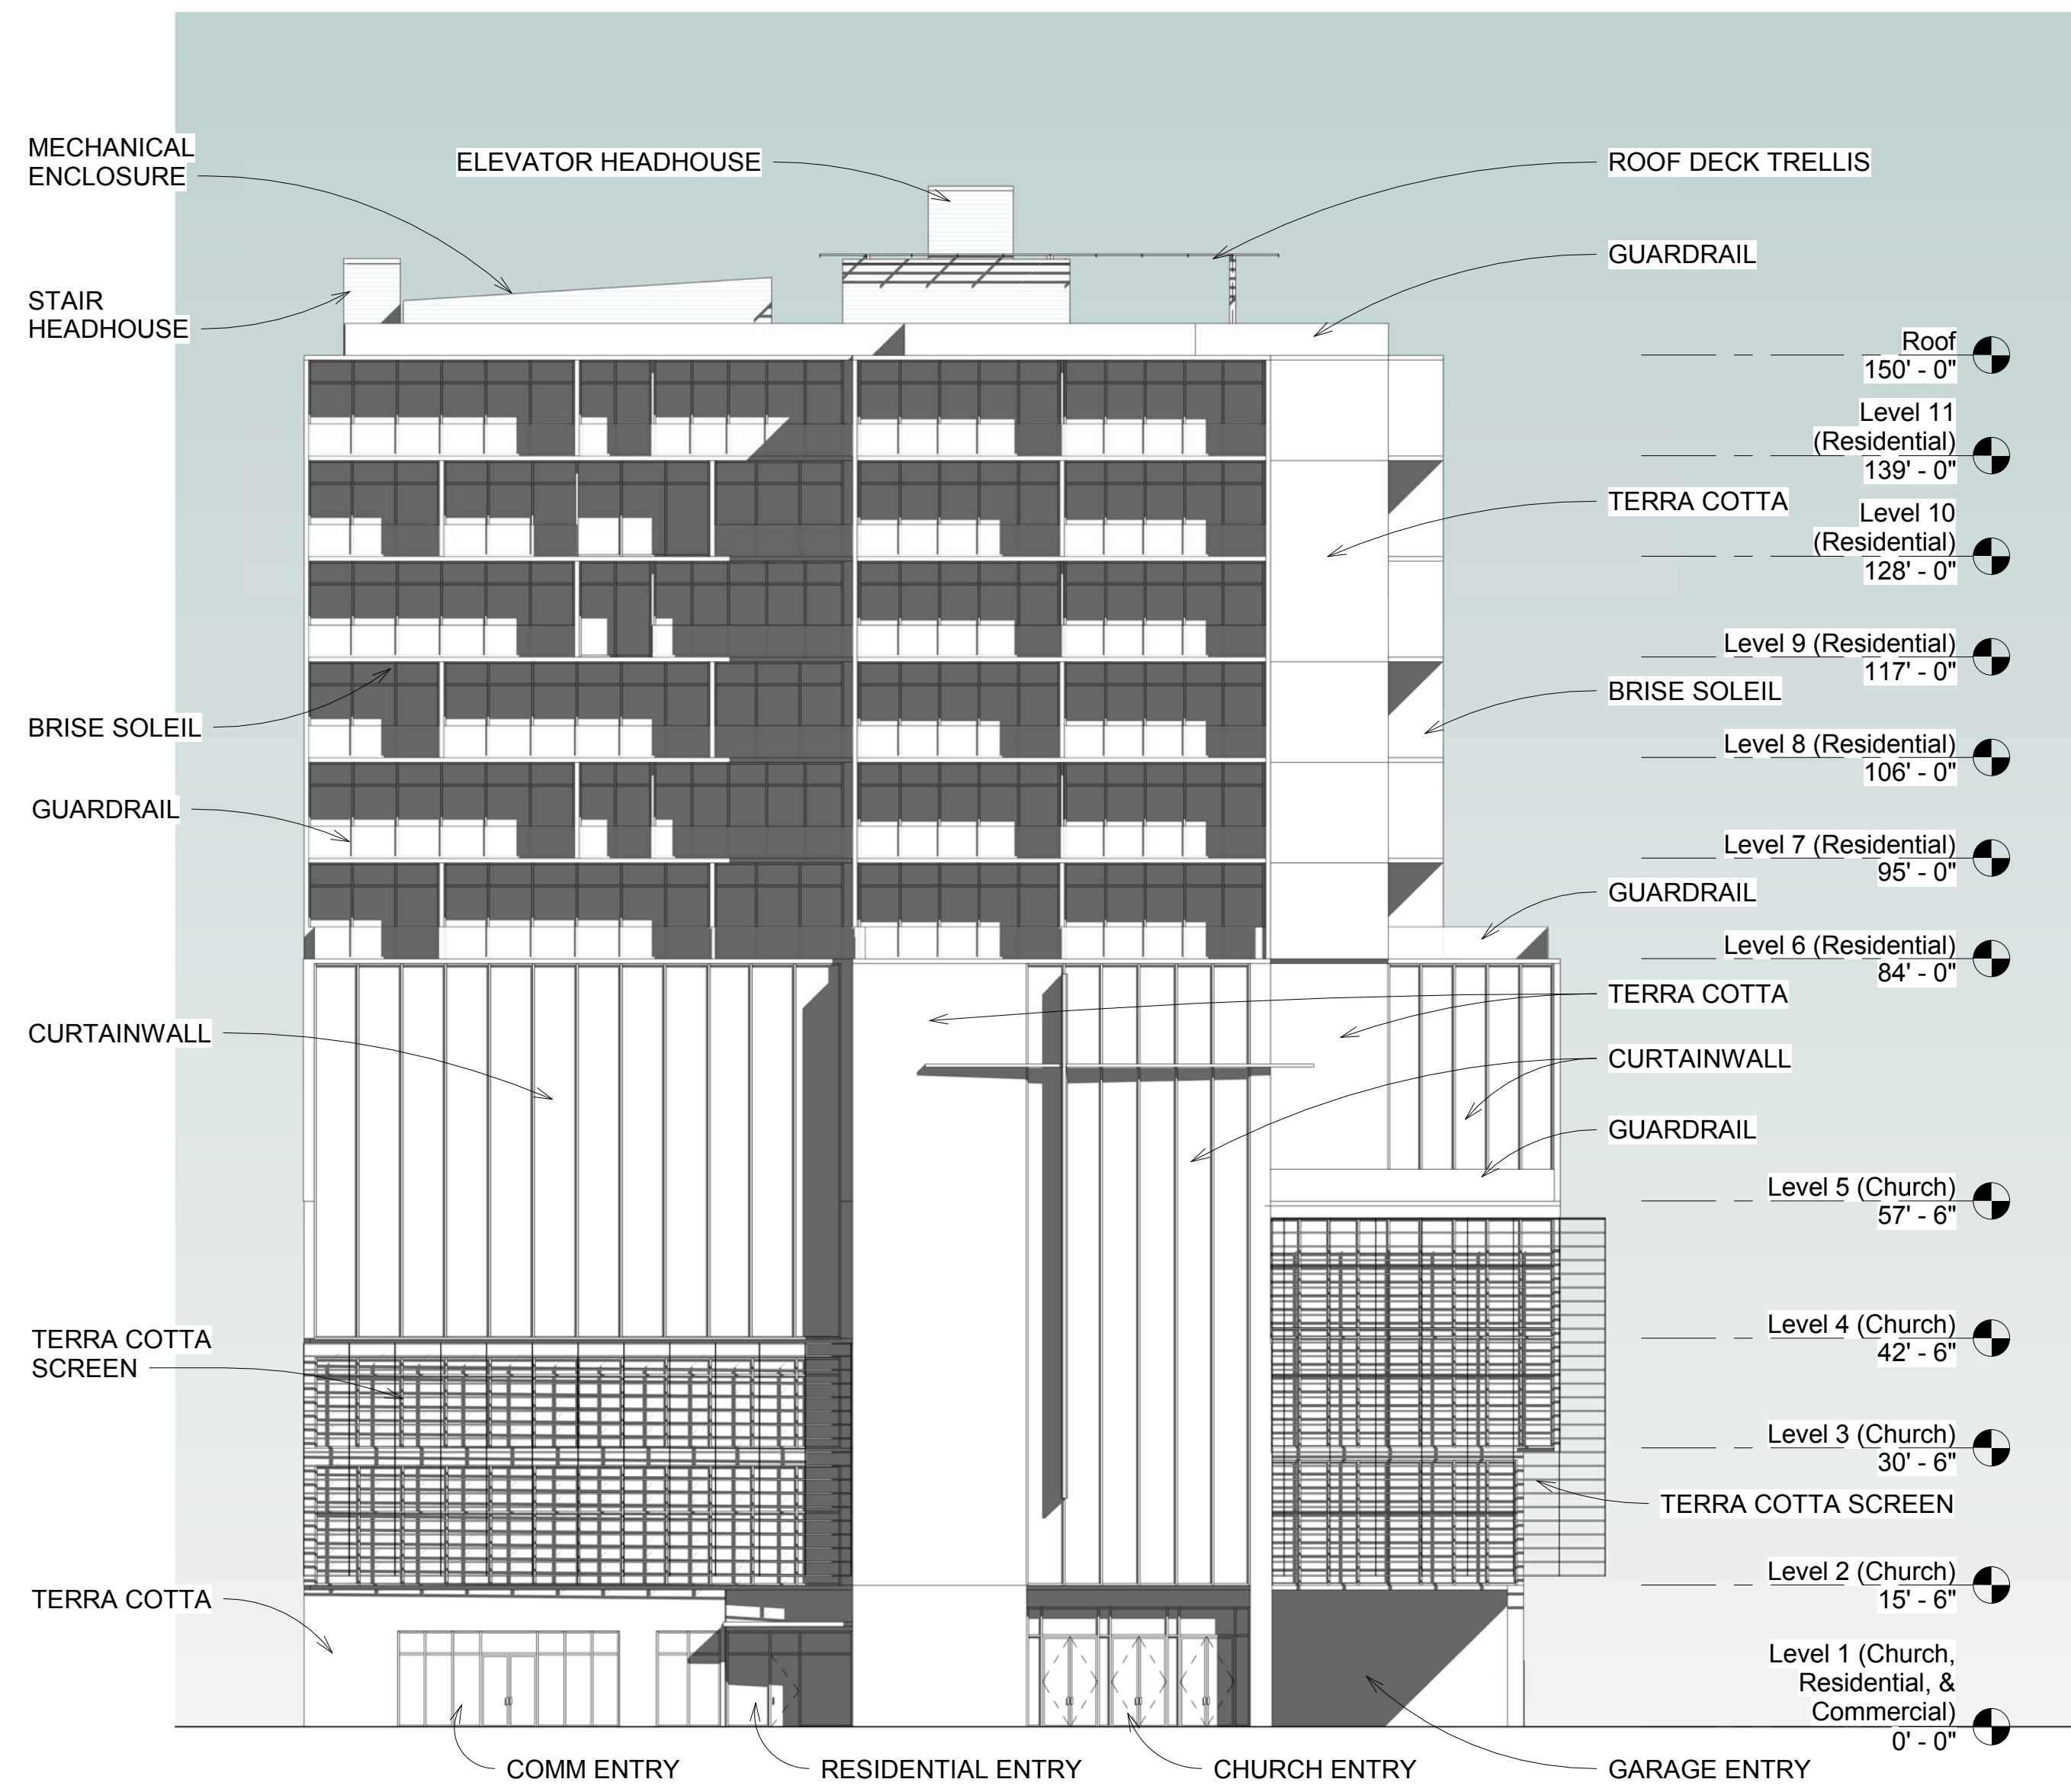 MECHANICAL
ENCLOSURE
ELEVATOR HEADHOUSE
ROOF DECK TRELLIS
GUARDRAIL
STAIR
HEADHOUSE
Roof
150' - 0"
Level 11
(Residential)
139' - 0"
TERRA COTTA
Level 10
(Residential)
128' - 0"
Level 9 (Residential)
117' - 0"
BRISE SOLEIL
BRISE SOLEIL
Level 8 (Residential)
106' - 0"
GUARDRAIL
Level 7 (Residential)
95' - 0"
GUARDRAIL
Level 6 (Residential)
84' - 0"
TERRA COTTA
CURTAINWALL
CURTAINWALL
GUARDRAIL
Level 5 (Church)
57' - 6"
TERRA COTTA
SCREEN
Level 4 (Church)
42' - 6"
Level 3 (Church)
30' - 6"
TERRA COTTA SCREEN
Level 2 (Church)
15' - 6"
TERRA COTTA
Level 1 (Church,
Residential, &
Commercial)
0' - 0"
COMM ENTRY
RESIDENTIAL ENTRY
CHURCH ENTRY
GARAGE ENTRY